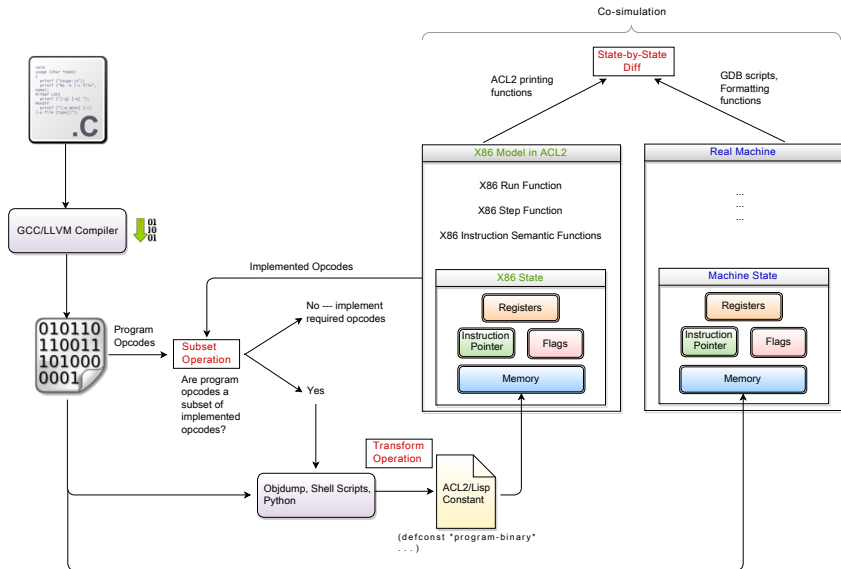 Co-simulation
void
usage (char *name)
{
.C
State-by-State
Diff
ACL2 printing
functions
GDB scripts,
Formatting
functions
X86 Model in ACL2
X86 Run Function
X86 Step Function
X86 Instruction Semantic Functions
X86 State
Registers
Instruction
Pointer
Flags
Memory
Real Machine
...
...
...
Machine State
Registers
Instruction
Pointer
Flags
Memory
GCC/LLVM Compiler
01
10
01
Implemented Opcodes
010110
110011
101000
0001
Program
Opcodes
Subset
Operation
No --- implement
required opcodes
Are program
opcodes a
subset of
implemented
opcodes?
Yes
Transform
Operation
Objdump, Shell Scripts,
Python
ACL2/Lisp
Constant
(defconst *program-binary*
. . . )